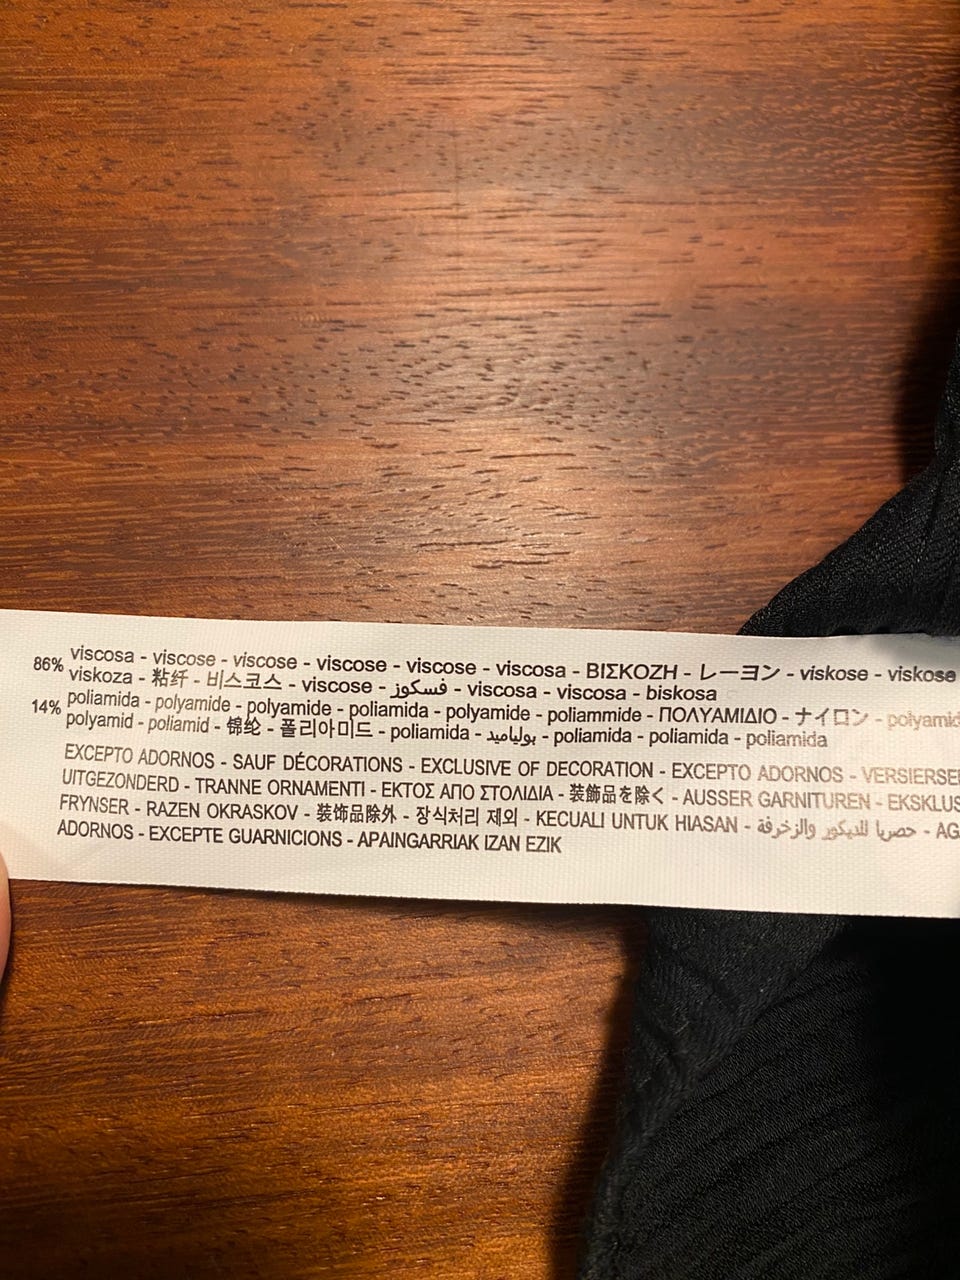 86% viscosa - viscose - viscose - viscose - viscose - viscosa - ΒΙΣΚΟΖΗ - レーヨン - viskose - viskose
viskoza - 粘纤 - 비스코스 - viscose - فسكوز - viscosa - viscosa - biskosa
14% poliamida - polyamide - polyamide - poliamida - polyamide - poliammide - ΠΟΛΥΑΜΙΔΙΟ - ナイロン - polyamid
polyamid - poliamid - 锦纶 - 폴리아미드 - poliamida - بولياميد - poliamida - poliamida - poliamida
EXCEPTO ADORNOS - SAUF DÉCORATIONS - EXCLUSIVE OF DECORATION - EXCEPTO ADORNOS - VERSIERSE
UITGEZONDERD - TRANNE ORNAMENTI - ΕΚΤΟΣ ΑΠΟ ΣΤΟΛΙΔΙΑ - 装飾品を除く - AUSSER GARNITUREN - EKSKLUS
FRYNSER - RAZEN OKRASKOV - 装饰品除外 - 장식처리 제외 - KECUALI UNTUK HIASAN - حصريا للديكور والزخرفة - AG
ADORNOS - EXCEPTE GUARNICIONS - APAINGARRIAK IZAN EZIK